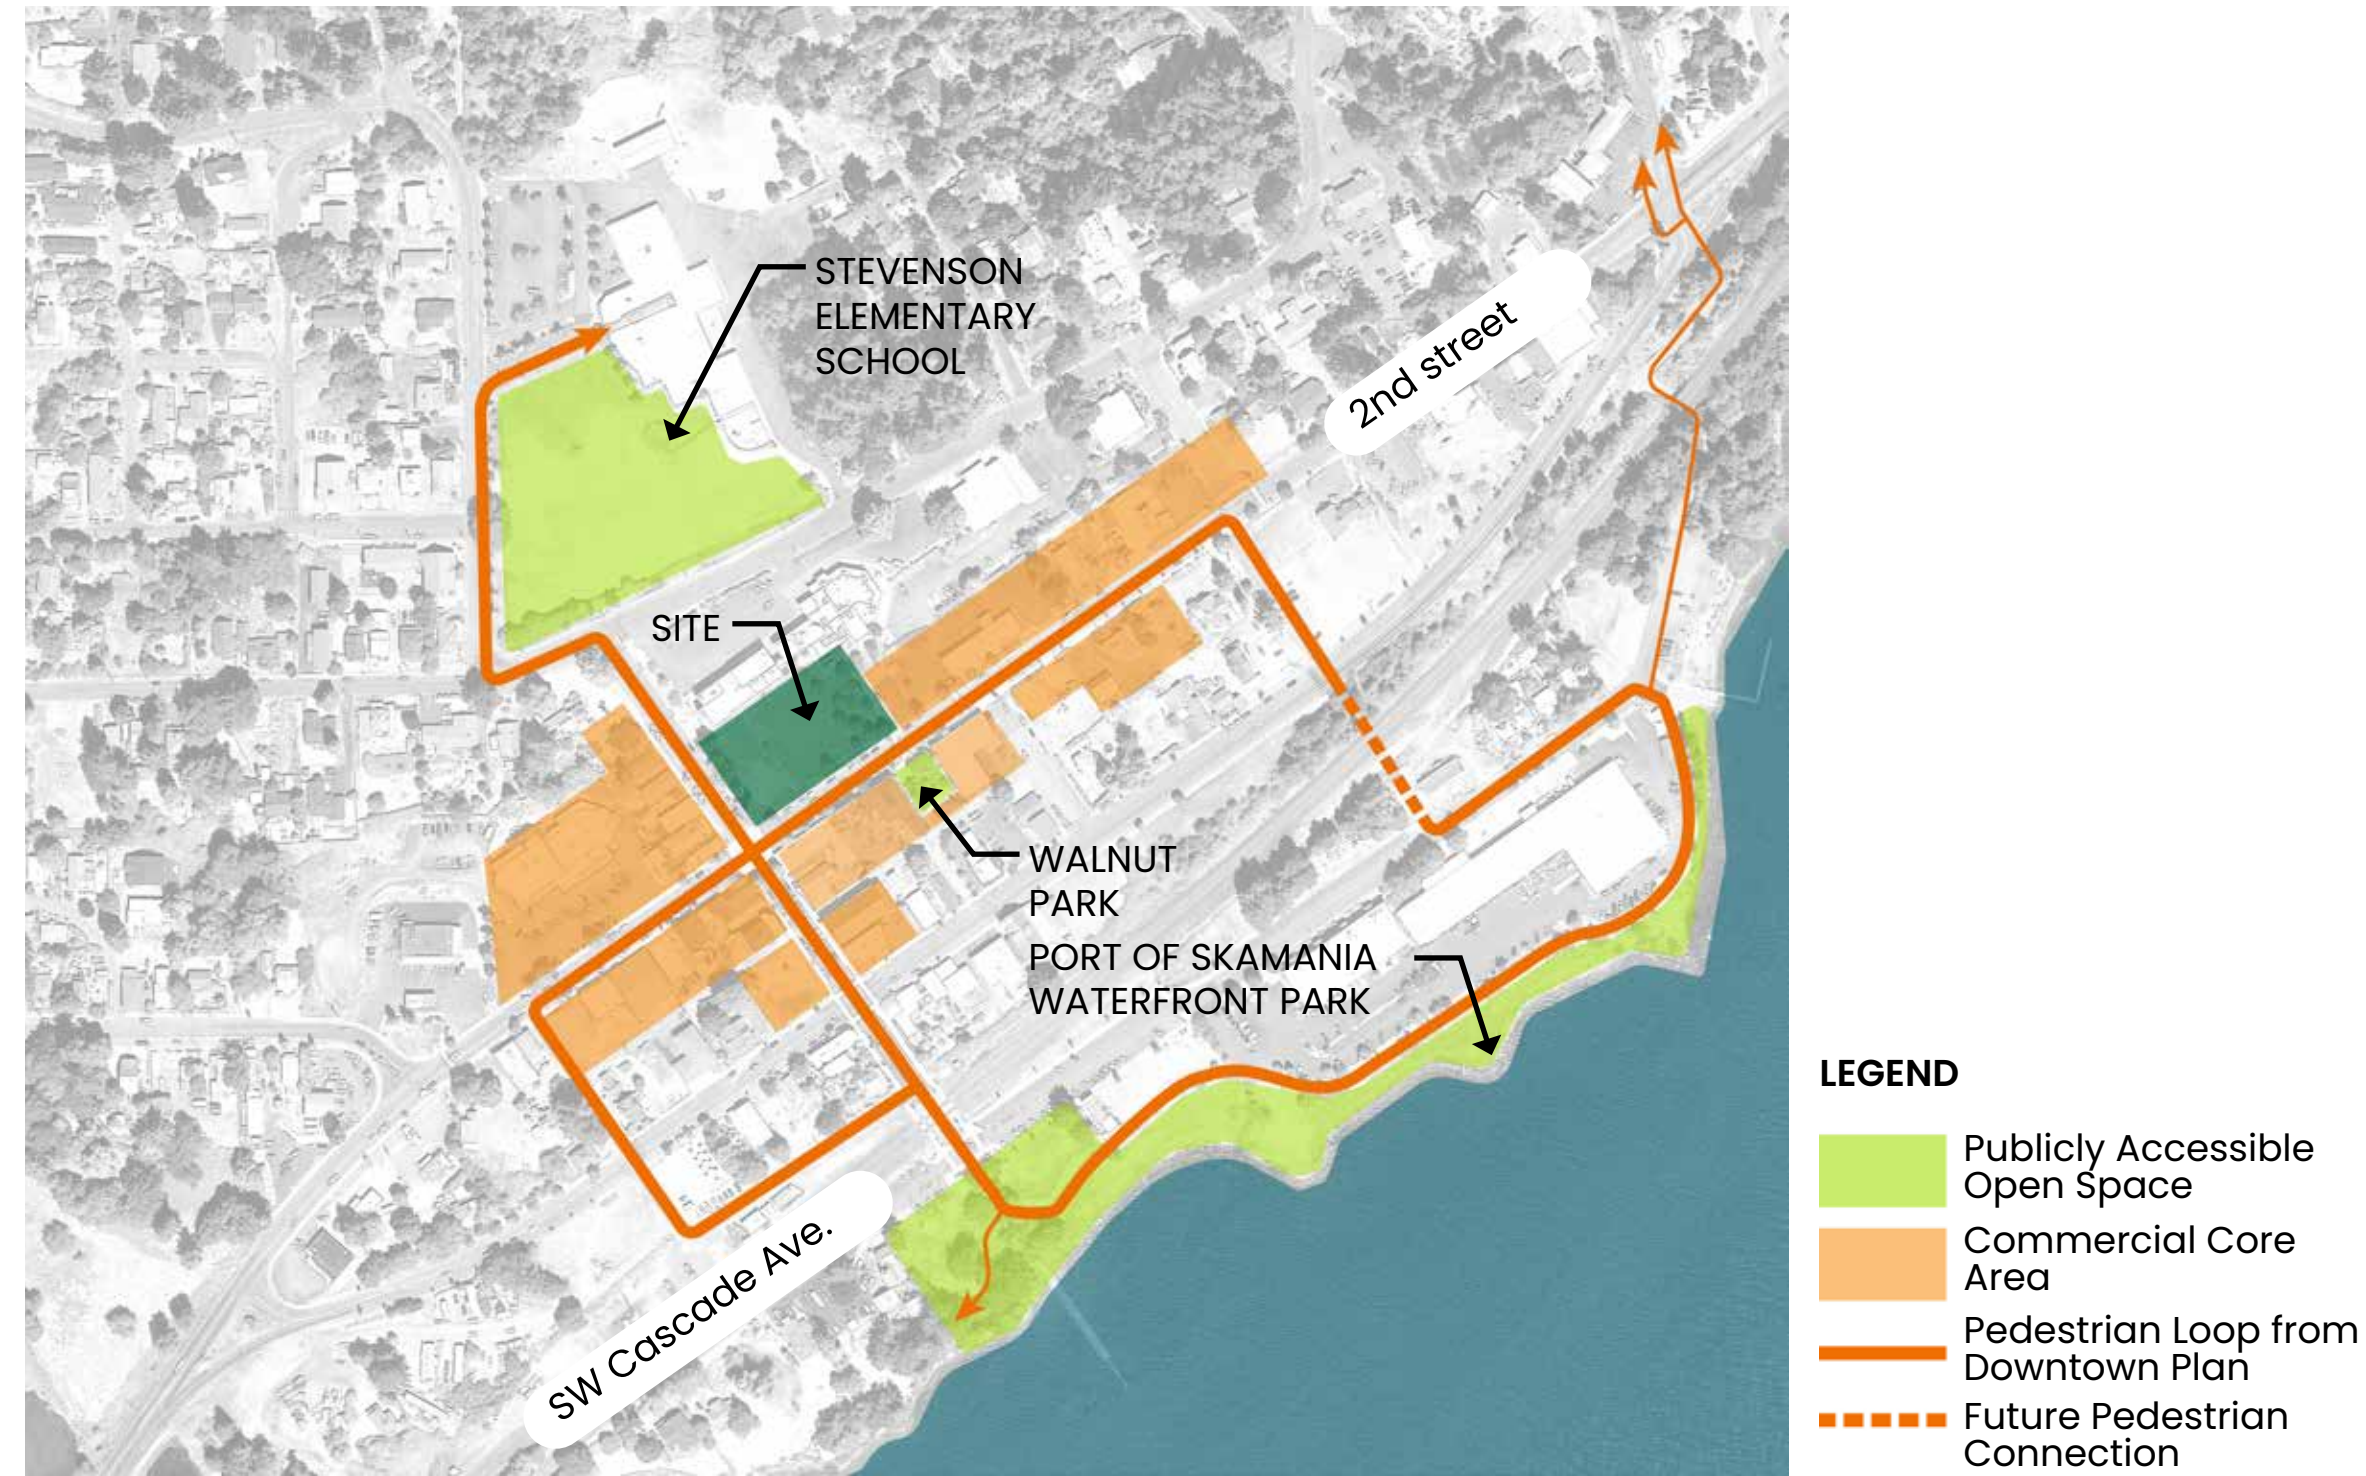 STEVENSON
ELEMENTARY
SCHOOL
2nd street
SITE
WALNUT
PARK
PORT OF SKAMANIA
WATERFRONT PARK
SW Cascade Ave.
LEGEND
Publicly Accessible
Open Space
Commercial Core
Area
Pedestrian Loop from
Downtown Plan
Future Pedestrian
Connection